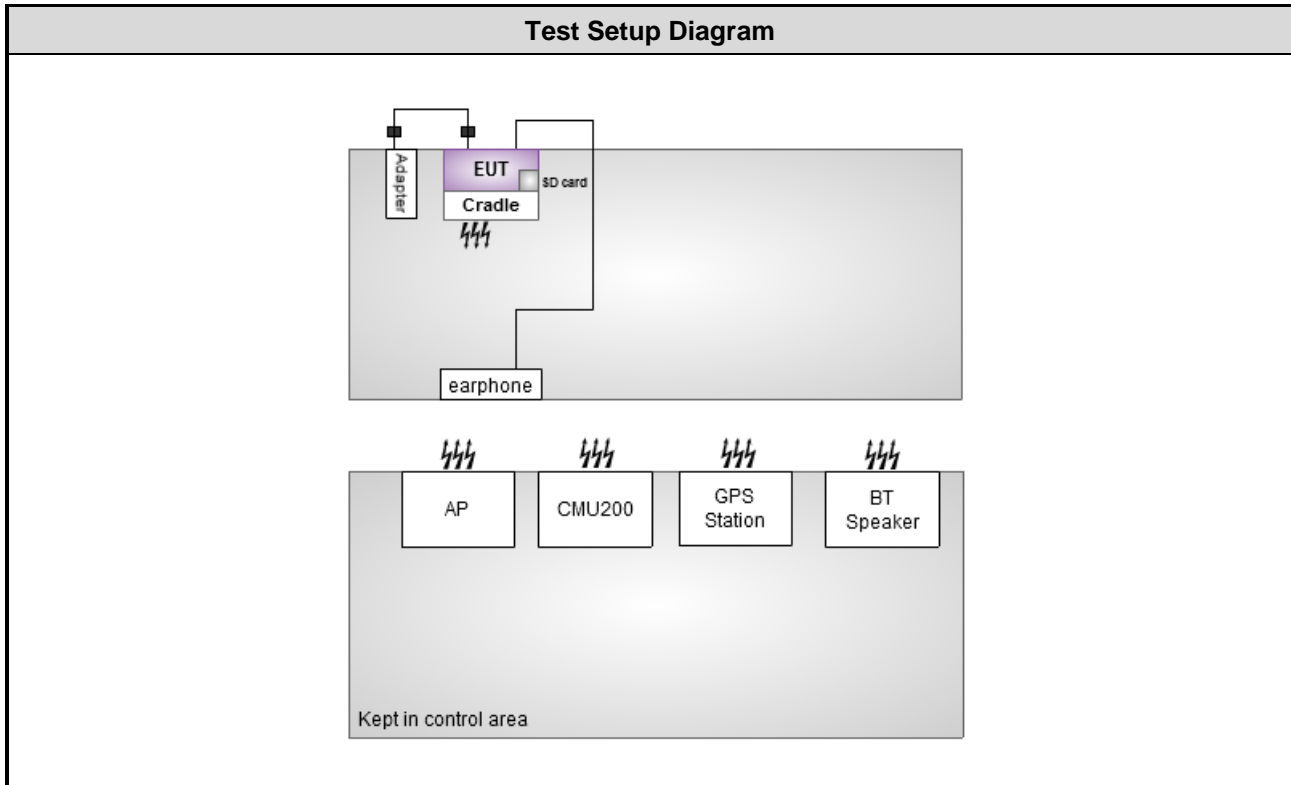 Test Setup Diagram
Adapter
EUT
SD card
Cradle
earphone
AP
CMU200
GPS
Station
BT
Speaker
Kept in control area